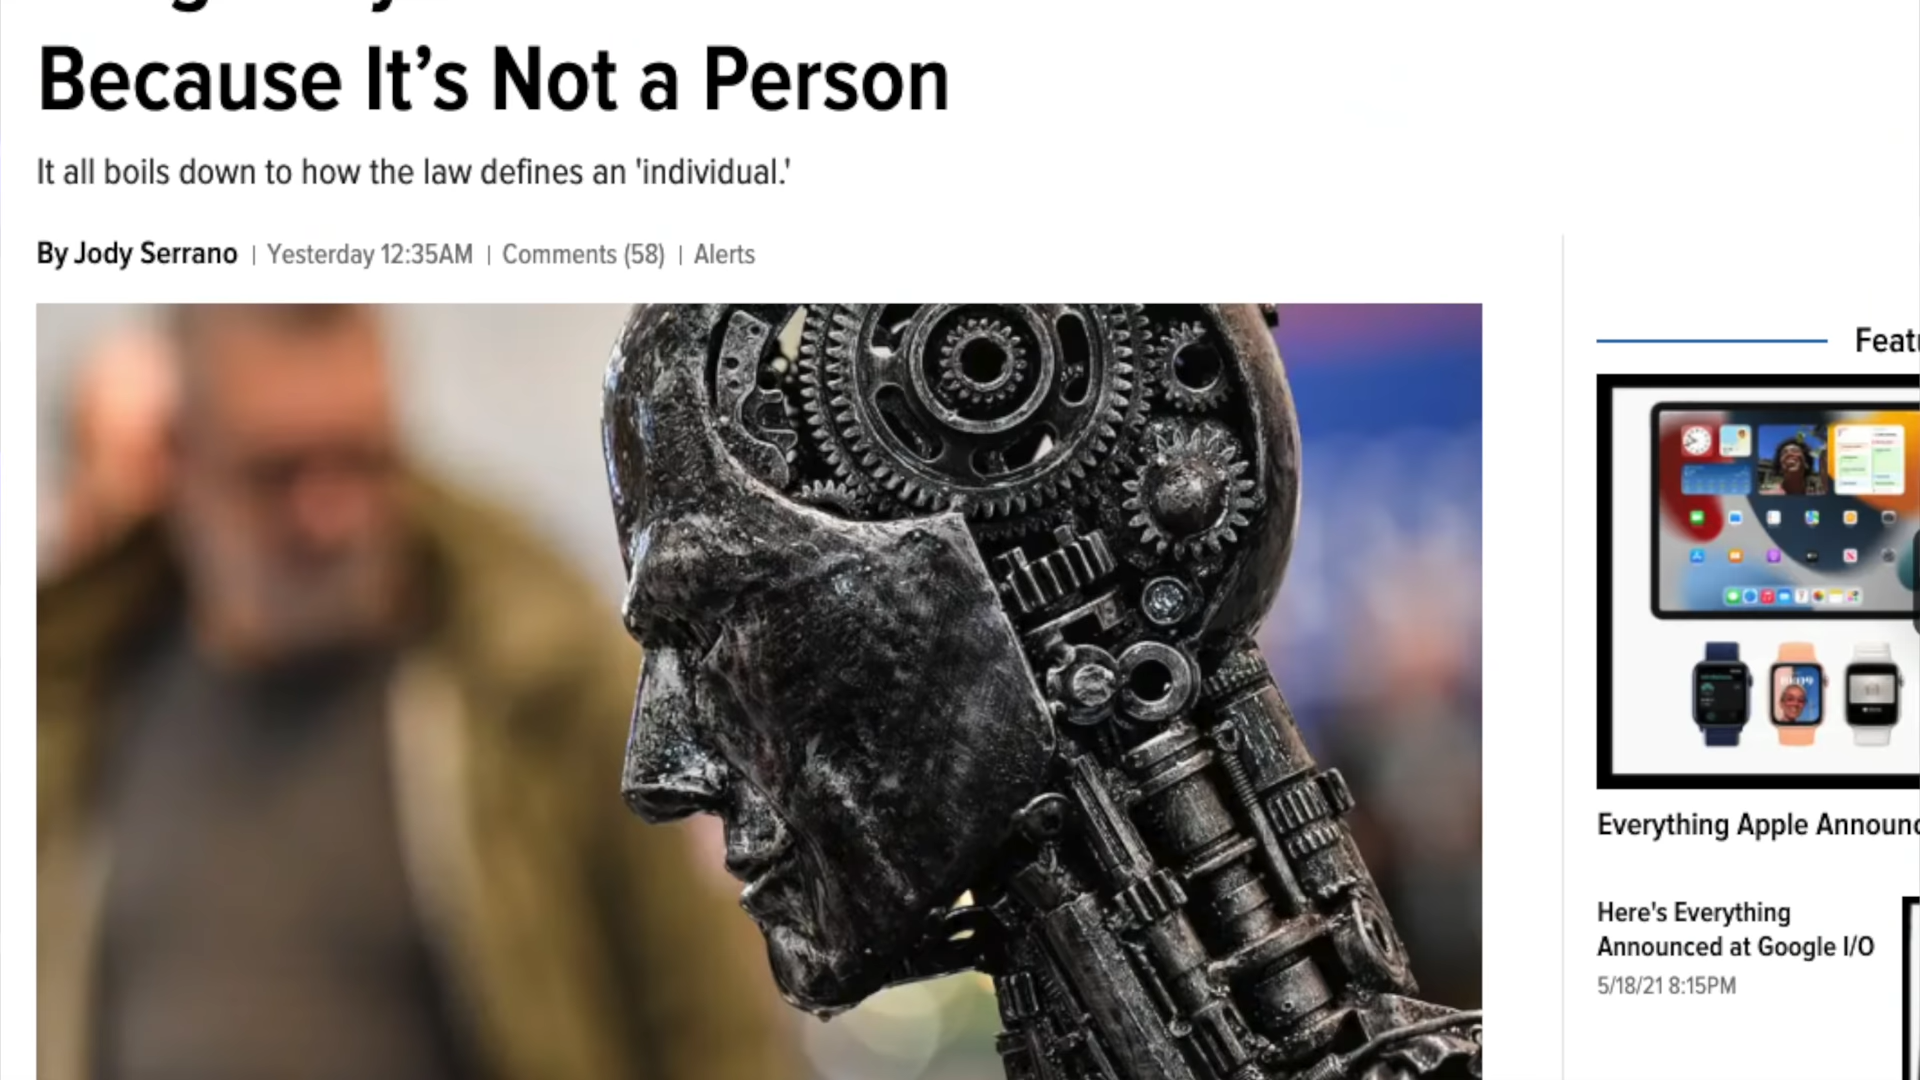 Because It’s Not a Person
It all boils down to how the law defines an 'individual.'
By Jody Serrano | Yesterday 12:35AM | Comments (58) | Alerts
Everything Apple
Here's Everything
Announced at Google I/O
5/18/21 8:15PM